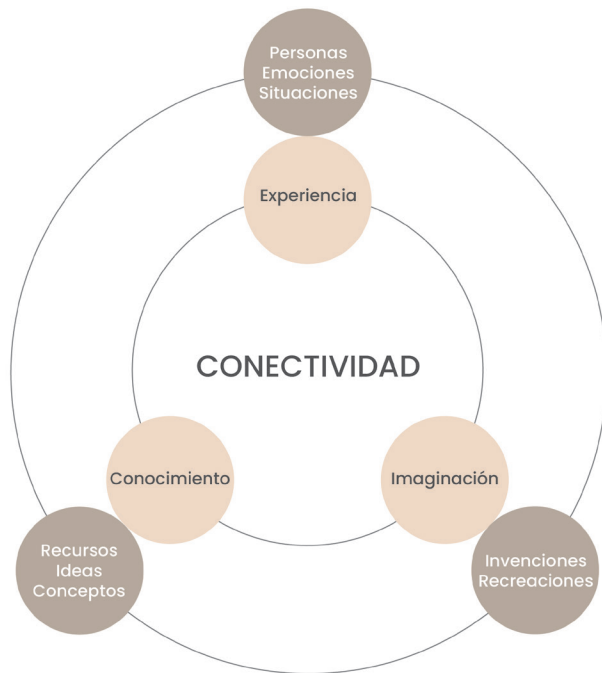 Personas
Emociones
Situaciones
Experiencia
CONECTIVIDAD
Conocimiento
Imaginación
Recursos
Ideas
Conceptos
Invenciones
Recreaciones